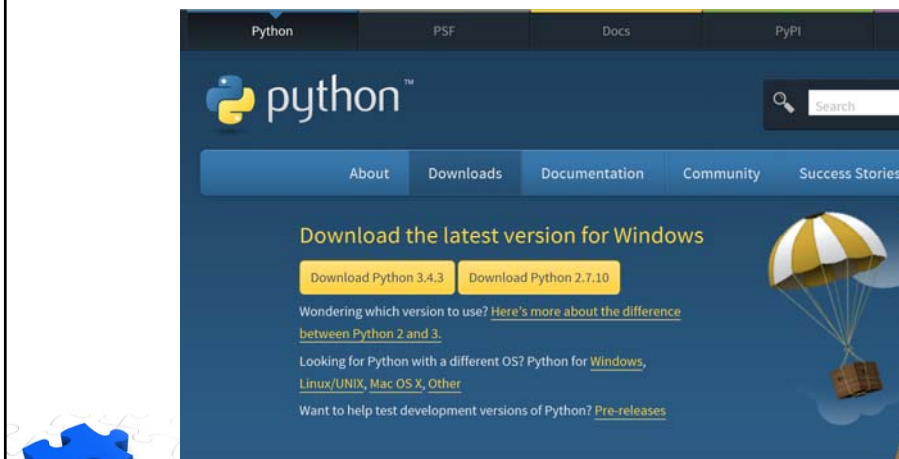 Python PSF Docs PyPI
python™
Search
About Downloads Documentation Community Success Stories
Download the latest version for Windows
Download Python 3.4.3 Download Python 2.7.10
Wondering which version to use? Here's more about the difference
between Python 2 and 3.
Looking for Python with a different OS? Python for Windows,
Linux/UNIX, Mac OS X, Other
Want to help test development versions of Python? Pre-releases